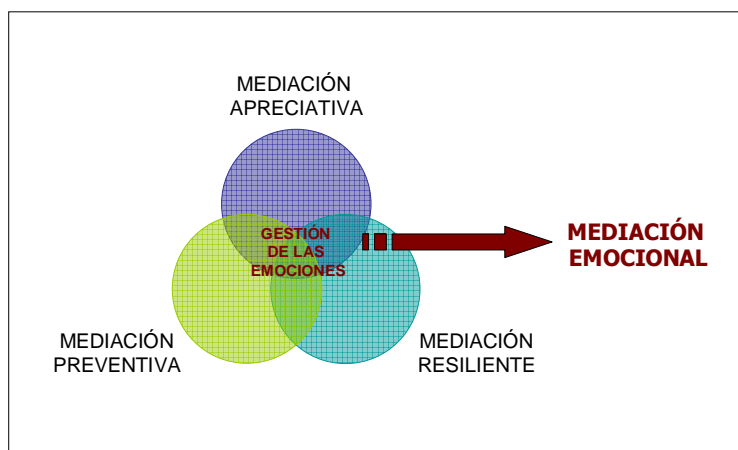 MEDIACIÓN
APRECIATIVA
GESTIÓN
DE LAS
EMOCIONES
MEDIACIÓN
EMOCIONAL
MEDIACIÓN
PREVENTIVA
MEDIACIÓN
RESILIENTE